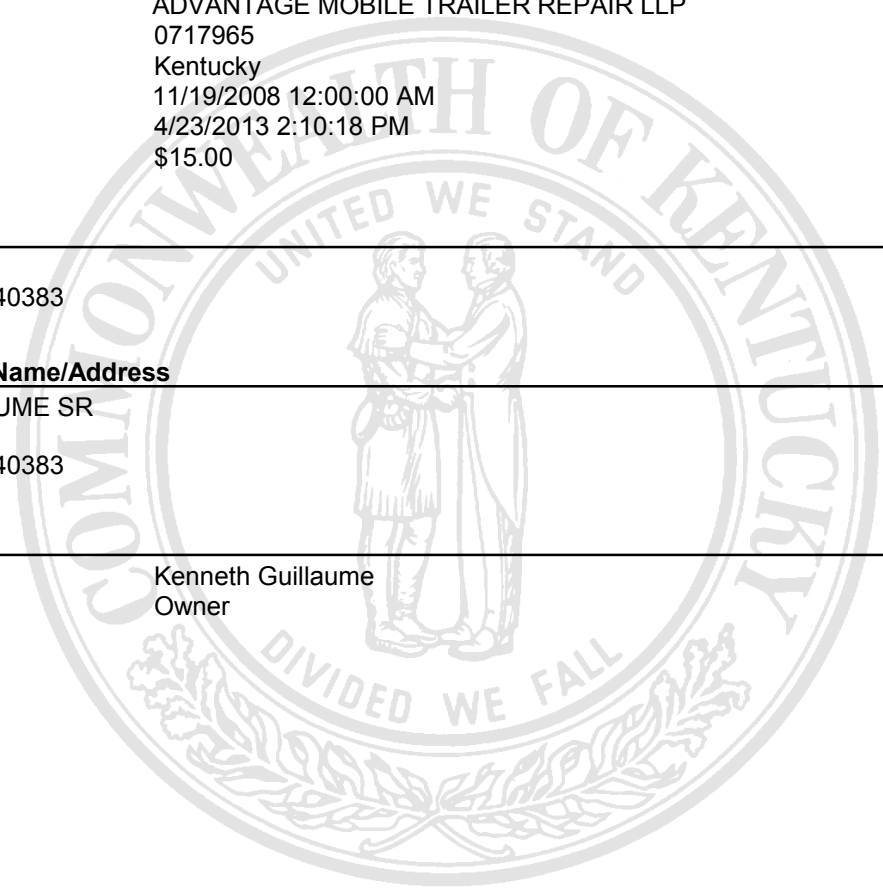 ADVANTAGE MOBILE TRAILER REPAIR LLP
0717965
Kentucky
11/19/2008 12:00:00 AM
4/23/2013 2:10:18 PM
$15.00
40383
Name/Address
UME SR
40383
Kenneth Guillaume
Owner
COMMONWEALTH OF KENTUCKY
UNITED WE STAND
DIVIDED WE FALL